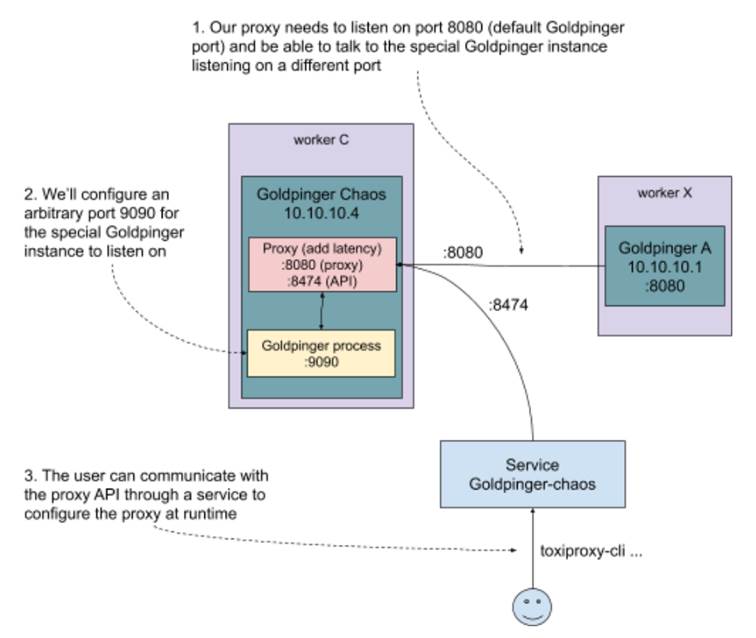 1. Our proxy needs to listen on port 8080 (default Goldpinger
port) and be able to talk to the special Goldpinger instance
listening on a different port
worker C
2. We'll configure an
arbitrary port 9090 for
the special Goldpinger
instance to listen on
Goldpinger Chaos
10.10.10.4
Proxy (add latency)
:8080 (proxy)
:8474 (API)
Goldpinger process
:9090
:8080
:8474
worker X
Goldpinger A
10.10.10.1
:8080
3. The user can communicate with
the proxy API through a service to
configure the proxy at runtime
Service
Goldpinger-chaos
toxiproxy-cli ...